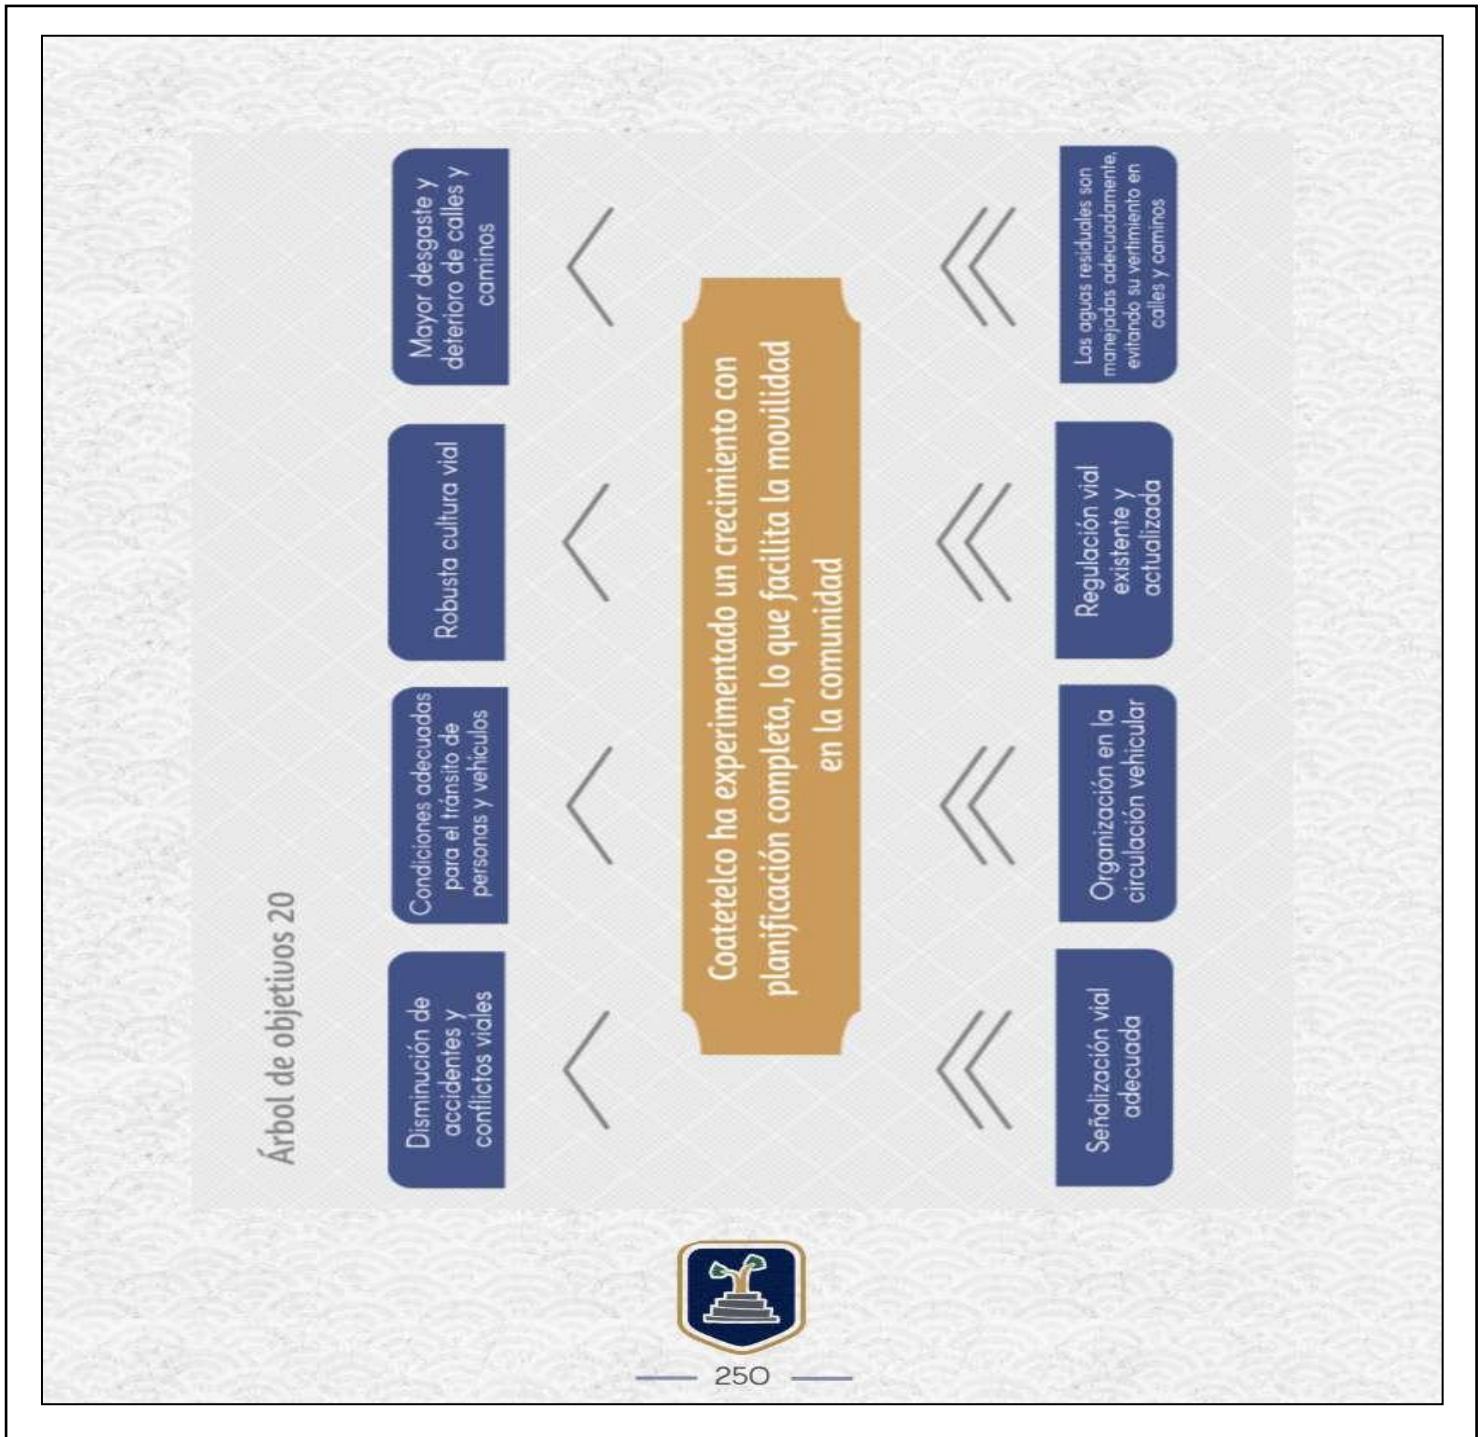 Árbol de objetivos 20
Disminución de
accidentes y
conflictos viales
Condiciones adecuadas
para el tránsito de
personas y vehículos
Robusta cultura vial
Mayor desgaste y
deterioro de calles y
caminos
Coatetelco ha experimentado un crecimiento con
planificación completa, lo que facilita la movilidad
en la comunidad
Señalización vial
adecuada
Organización en la
circulación vehicular
Regulación vial
existente y
actualizada
Las aguas residuales son
manejadas adecuadamente,
evitando su vertimiento en
calles y caminos
250